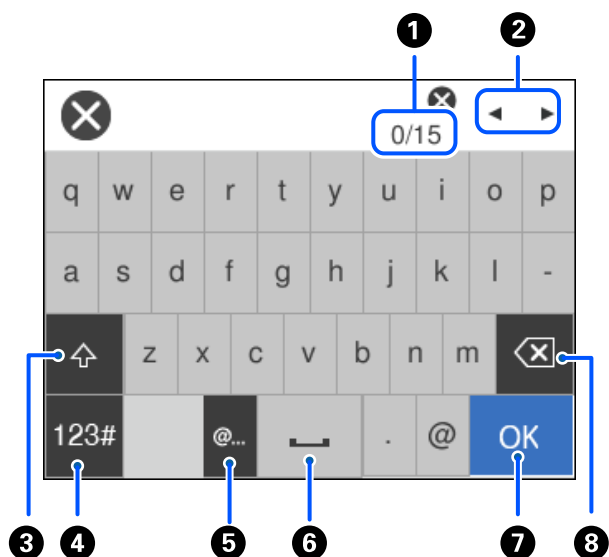 1 2
0/15
q w e r t y u i o p
a s d f g h j k l -
z x c v b n m
123# @... . @ OK
3 4 5 6 7 8